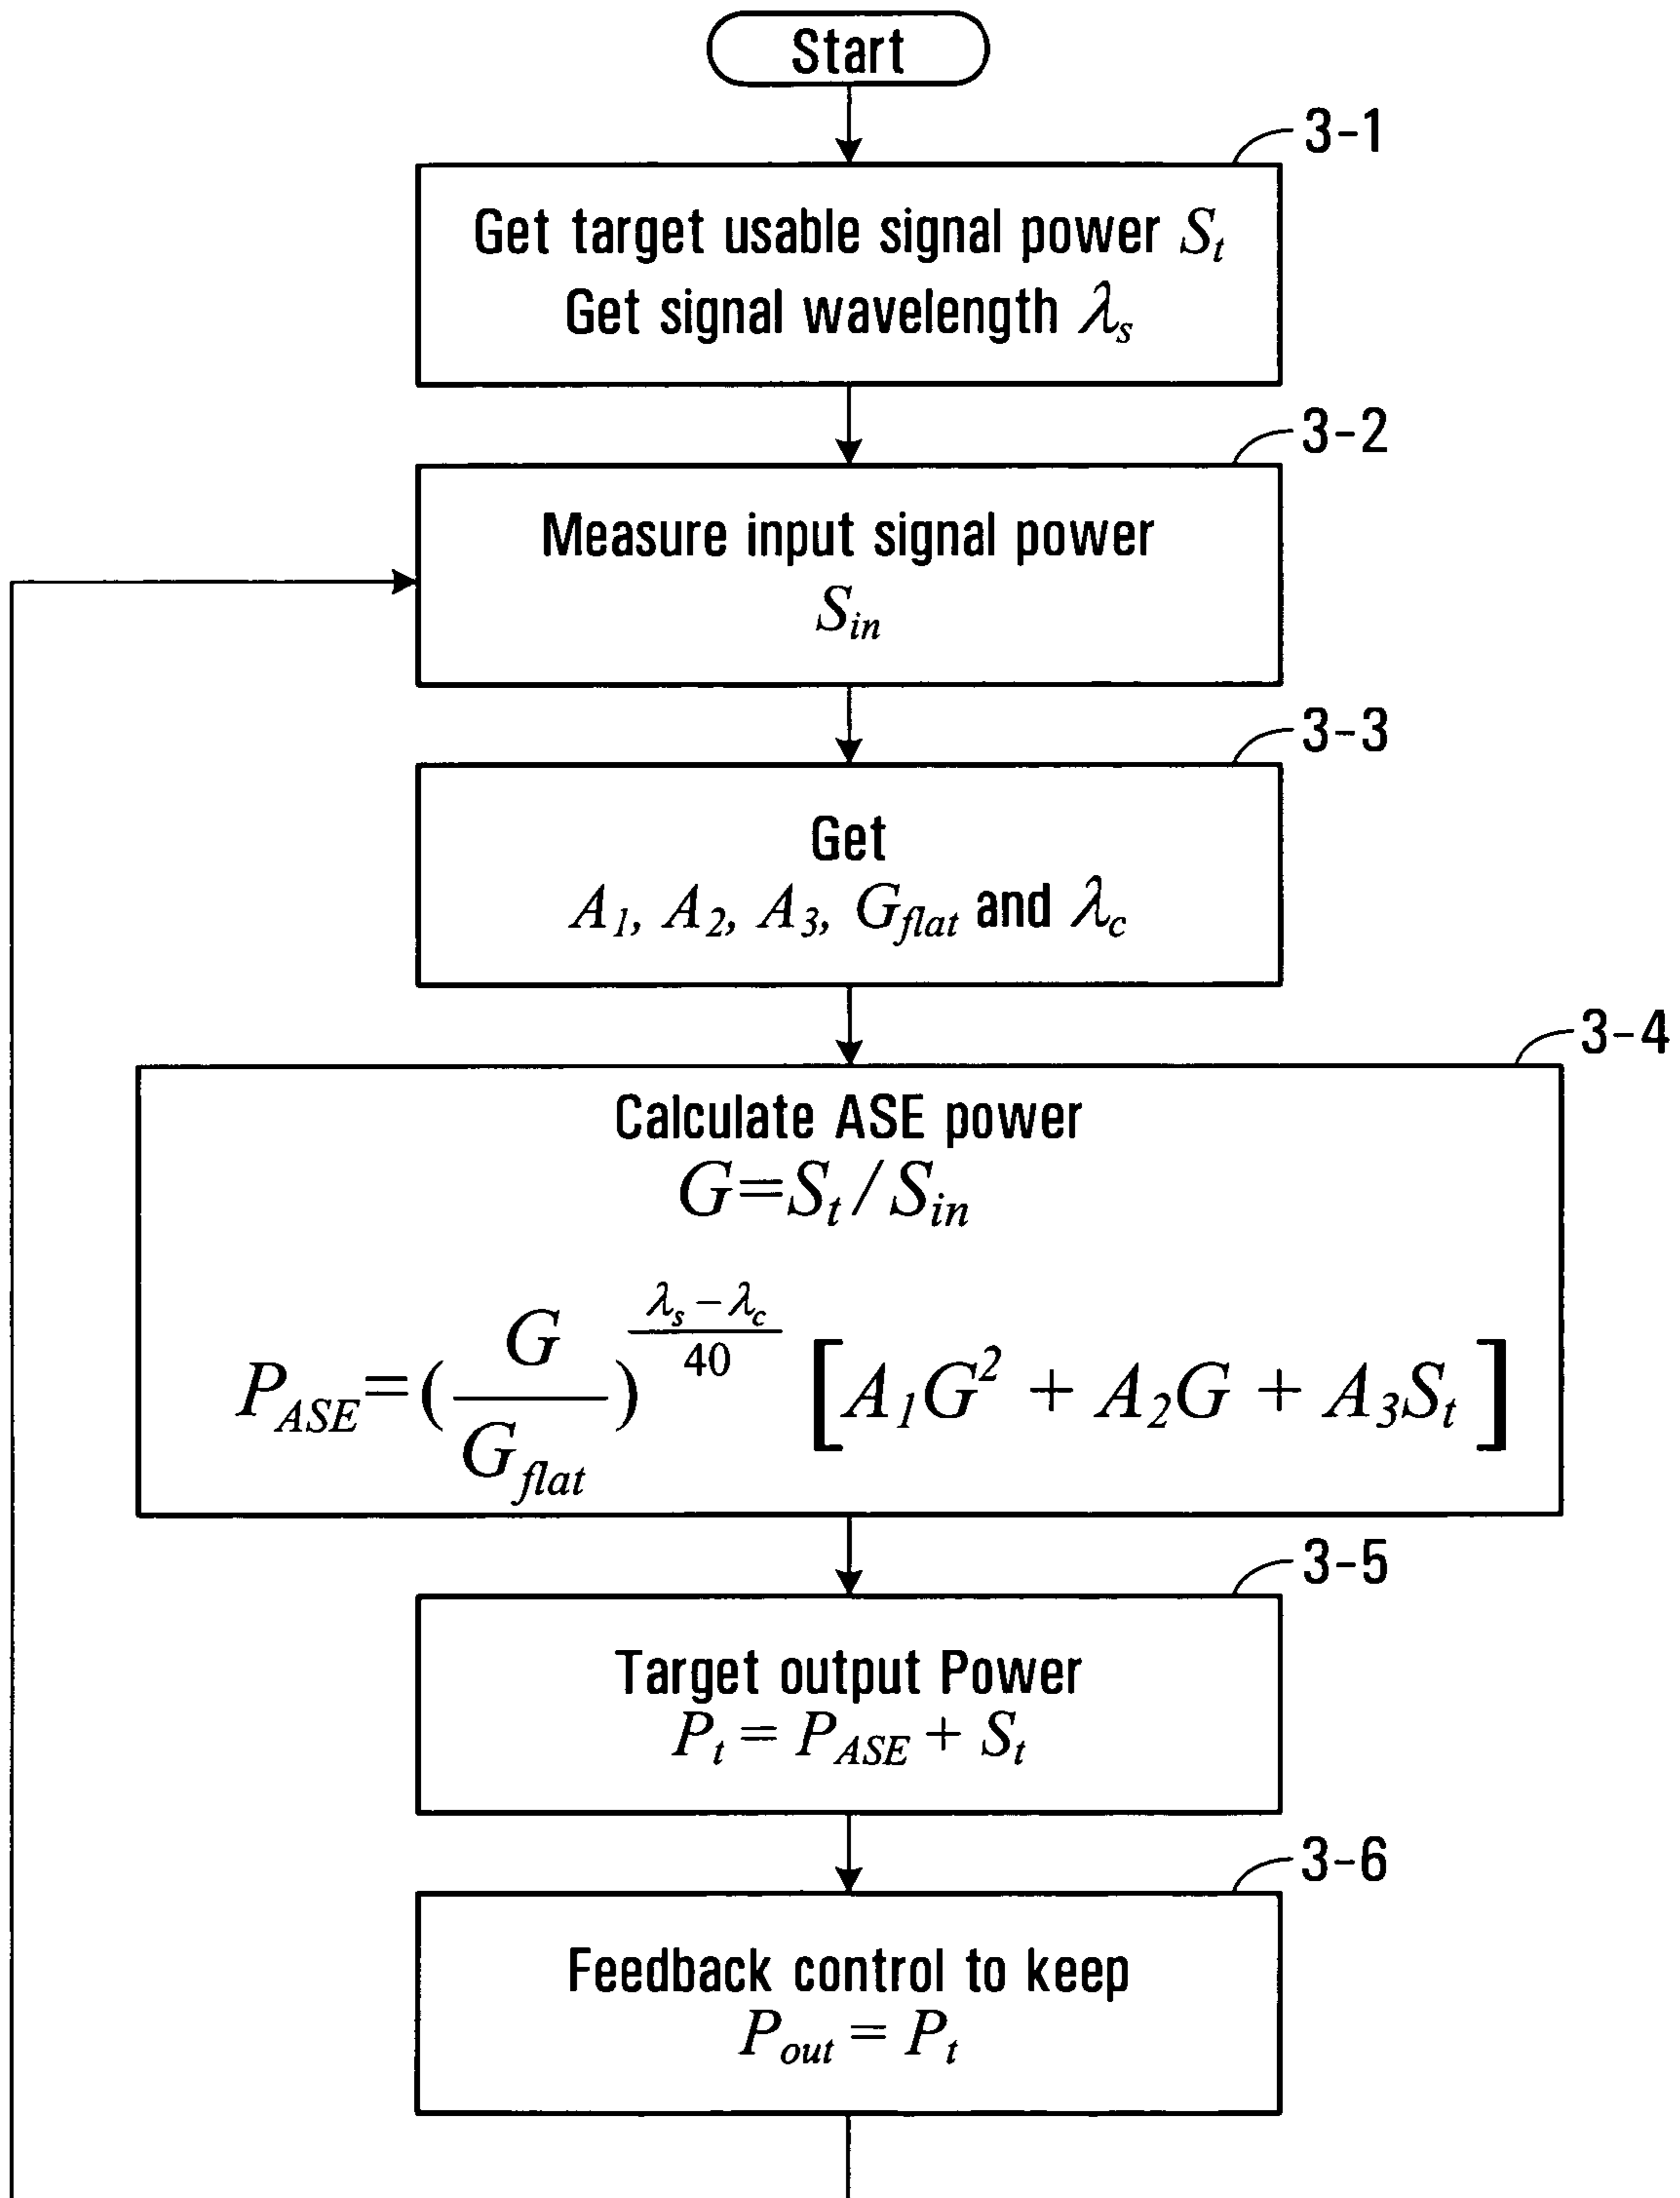 Start
3-1
Get target usable signal power S_t
Get signal wavelength λ_s
3-2
Measure input signal power
S_in
3-3
Get
A_1, A_2, A_3, G_flat and λ_c
3-4
Calculate ASE power
G=S_t / S_in
P_ASE=(G/G_flat)^((λ_s − λ_c)/40) [A_1G^2 + A_2G + A_3S_t]
3-5
Target output Power
P_t = P_ASE + S_t
3-6
Feedback control to keep
P_out = P_t